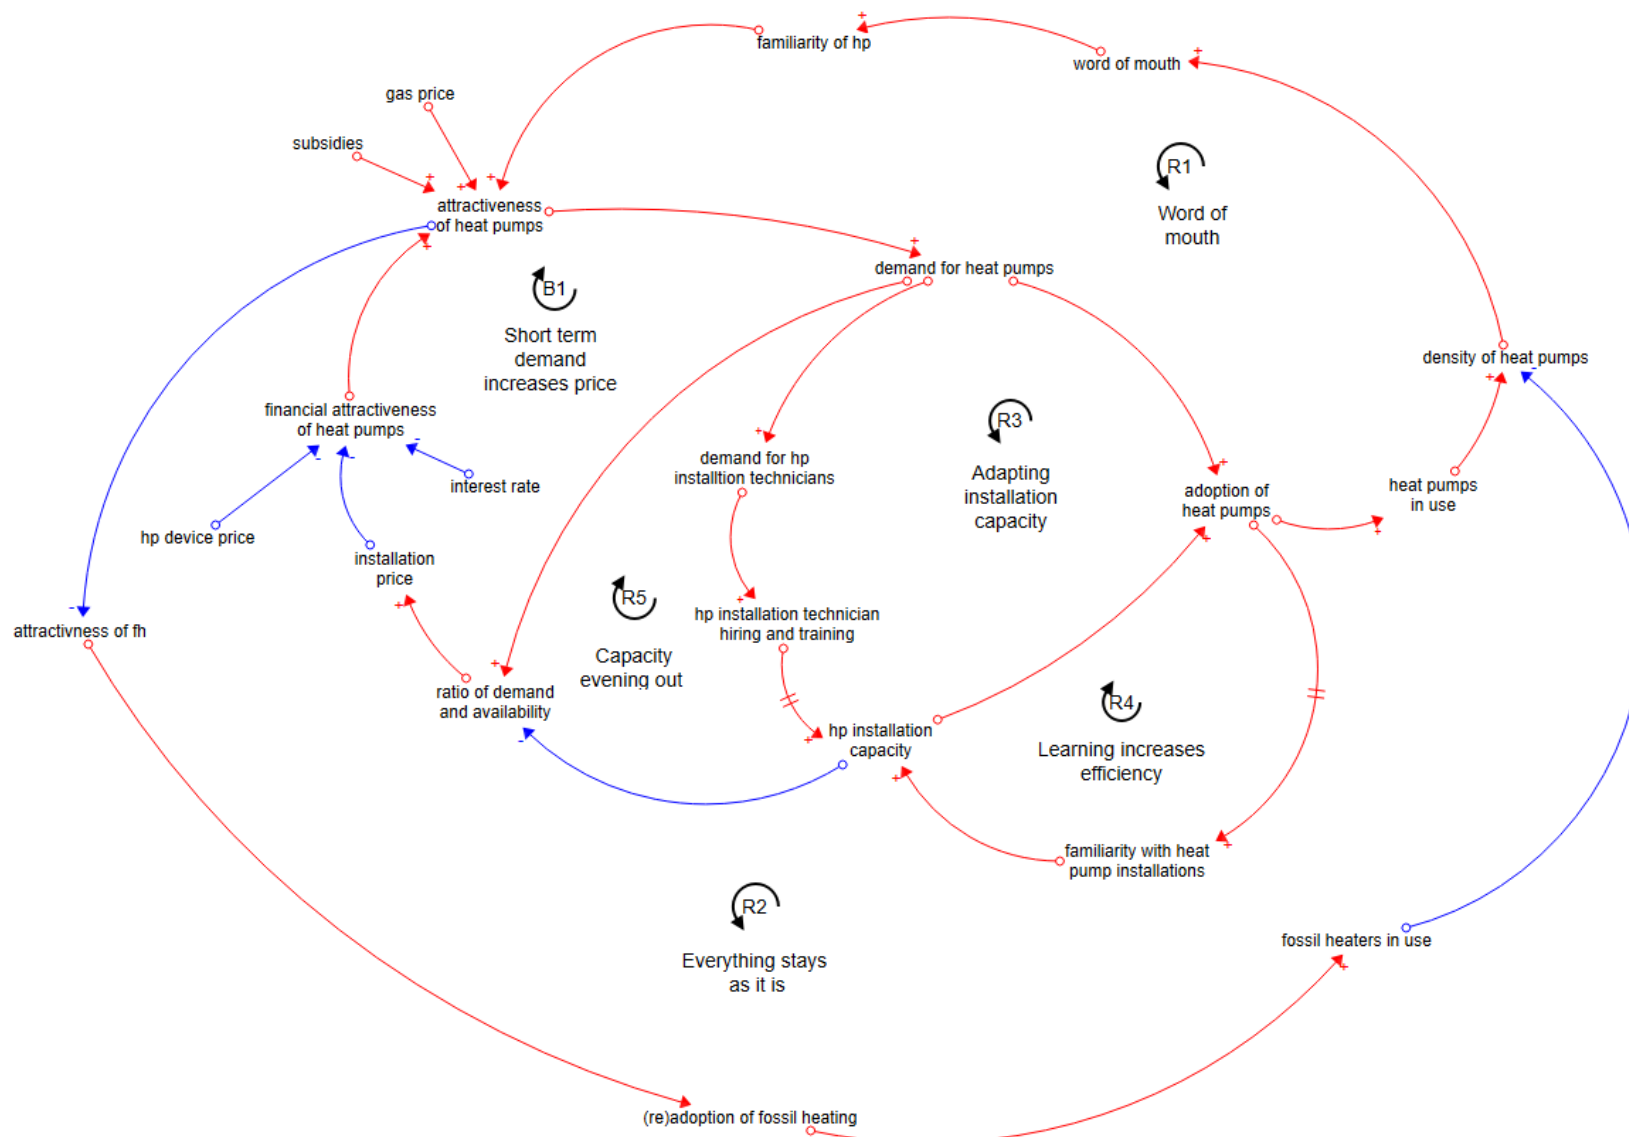 familiarity of hp
word of mouth
gas price
subsidies
attractiveness
of heat pumps
R1
Word of
mouth
demand for heat pumps
B1
Short term
demand
increases price
density of heat pumps
financial attractiveness
of heat pumps
R3
Adapting
installation
capacity
demand for hp
installtion technicians
interest rate
adoption of
heat pumps
heat pumps
in use
hp device price
installation
price
R5
Capacity
evening out
hp installation technician
hiring and training
attractivness of fh
ratio of demand
and availability
R4
Learning increases
efficiency
hp installation
capacity
familiarity with heat
pump installations
R2
Everything stays
as it is
fossil heaters in use
(re)adoption of fossil heating